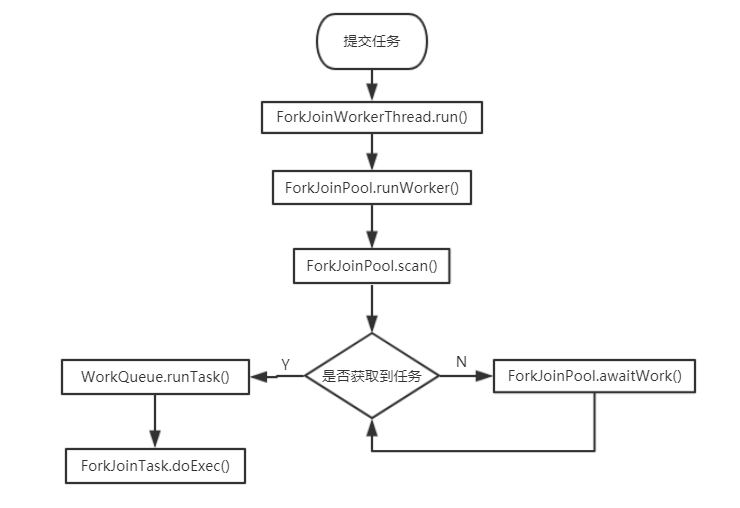 提交任务
ForkJoinWorkerThread.run()
ForkJoinPool.runWorker()
ForkJoinPool.scan()
是否获取到任务
Y
N
WorkQueue.runTask()
ForkJoinPool.awaitWork()
ForkJoinTask.doExec()